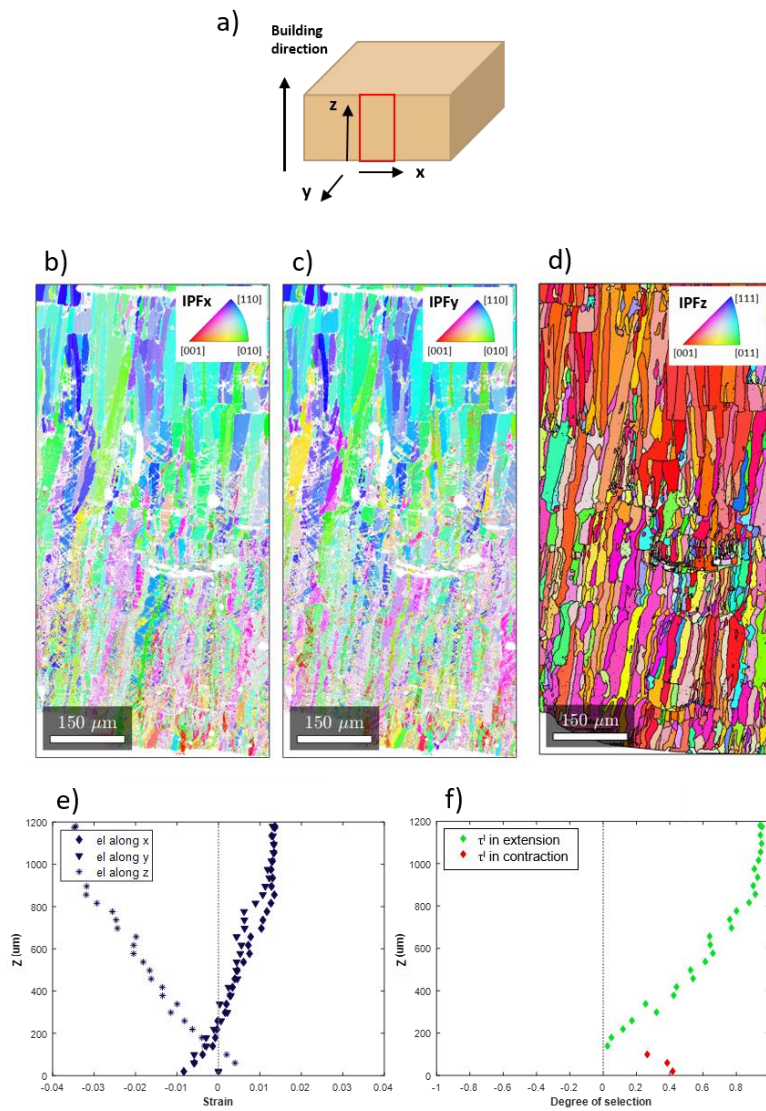 a)
Building
direction
z
x
y
b)
c)
d)
IPFx
[110]
[001]
[010]
IPFy
[110]
[001]
[010]
IPFz
[111]
[001]
[011]
150 μm
150 μm
150 μm
e)
f)
1200
1000
800
600
400
200
0
Z (um)
el along x
el along y
el along z
-0.04
-0.03
-0.02
-0.01
0
0.01
0.02
0.03
0.04
Strain
1200
1000
800
600
400
200
0
Z (um)
τᴵ in extension
τᴵ in contraction
-1
-0.8
-0.6
-0.4
-0.2
0
0.2
0.4
0.6
0.8
1
Degree of selection